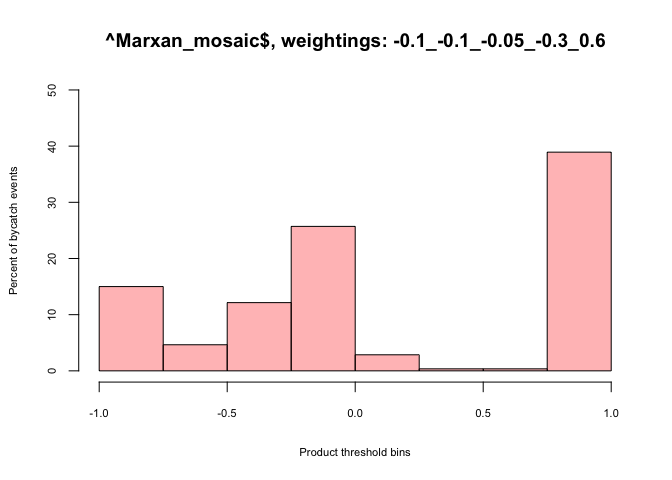 ^Marxan_mosaic$, weightings: -0.1_-0.1_-0.05_-0.3_0.6
Percent of bycatch events
50
40
30
20
10
0
-1.0 -0.5 0.0 0.5 1.0
Product threshold bins